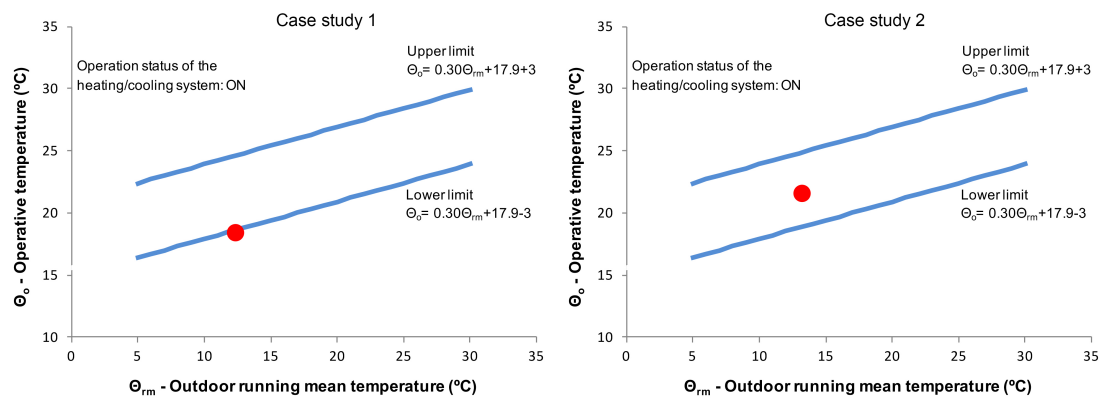 Case study 1
35
30
25
20
15
10
Θo - Operative temperature (ºC)
Operation status of the
heating/cooling system: ON
Upper limit
Θo= 0.30Θrm+17.9+3
Lower limit
Θo= 0.30Θrm+17.9-3
0 5 10 15 20 25 30 35
Θrm - Outdoor running mean temperature (ºC)
Case study 2
35
30
25
20
15
10
Θo - Operative temperature (ºC)
Operation status of the
heating/cooling system: ON
Upper limit
Θo= 0.30Θrm+17.9+3
Lower limit
Θo= 0.30Θrm+17.9-3
0 5 10 15 20 25 30 35
Θrm - Outdoor running mean temperature (ºC)